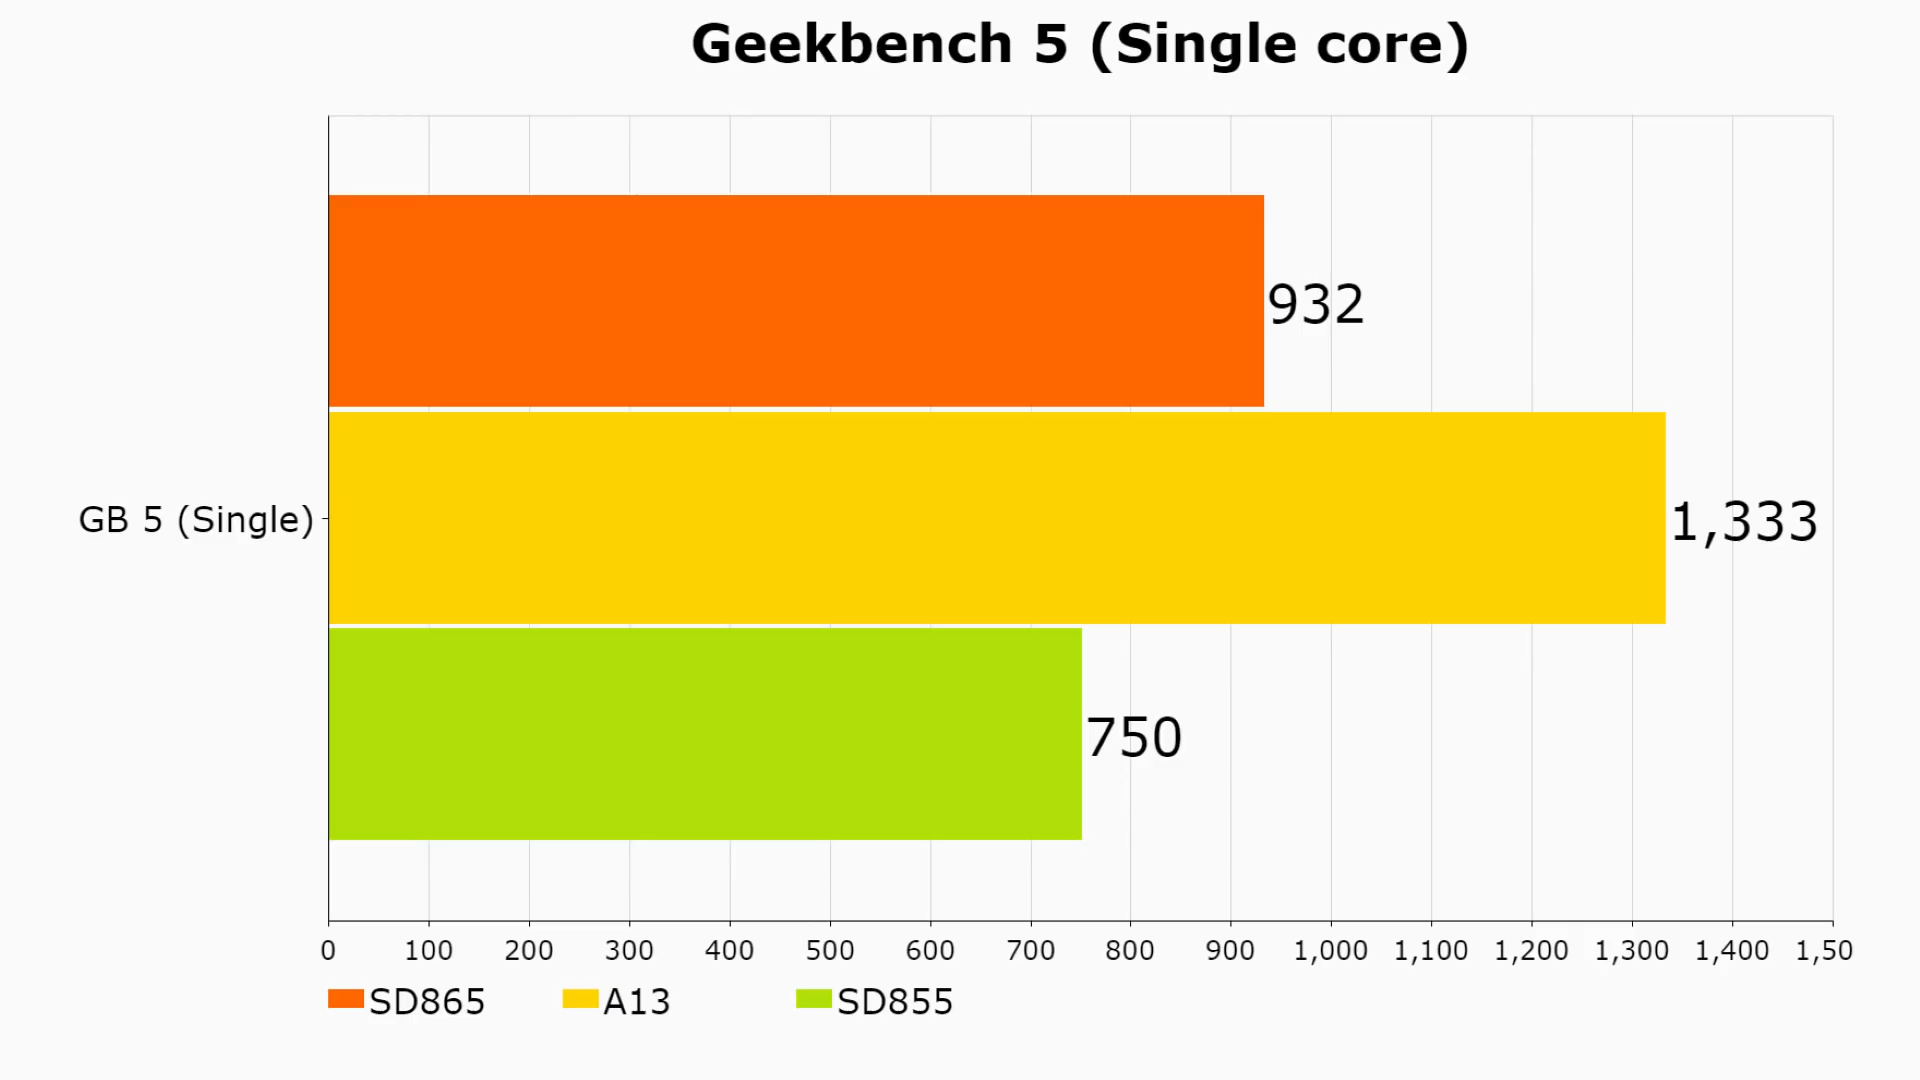 Geekbench 5 (Single core)
932
GB 5 (Single)
1,333
750
0 100 200 300 400 500 600 700 800 900 1,000 1,100 1,200 1,300 1,400 1,50
SD865 A13 SD855